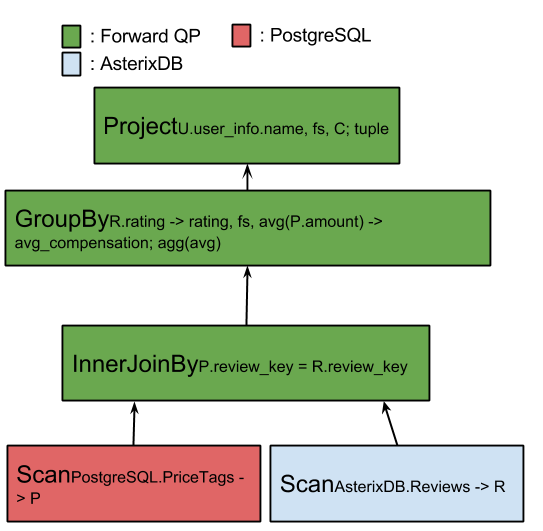 : Forward QP
: PostgreSQL
: AsterixDB
ProjectU.user_info.name, fs, C; tuple
GroupByR.rating -> rating, fs, avg(P.amount) ->
avg_compensation; agg(avg)
InnerJoinByP.review_key = R.review_key
ScanPostgreSQL.PriceTags -
> P
ScanAsterixDB.Reviews -> R